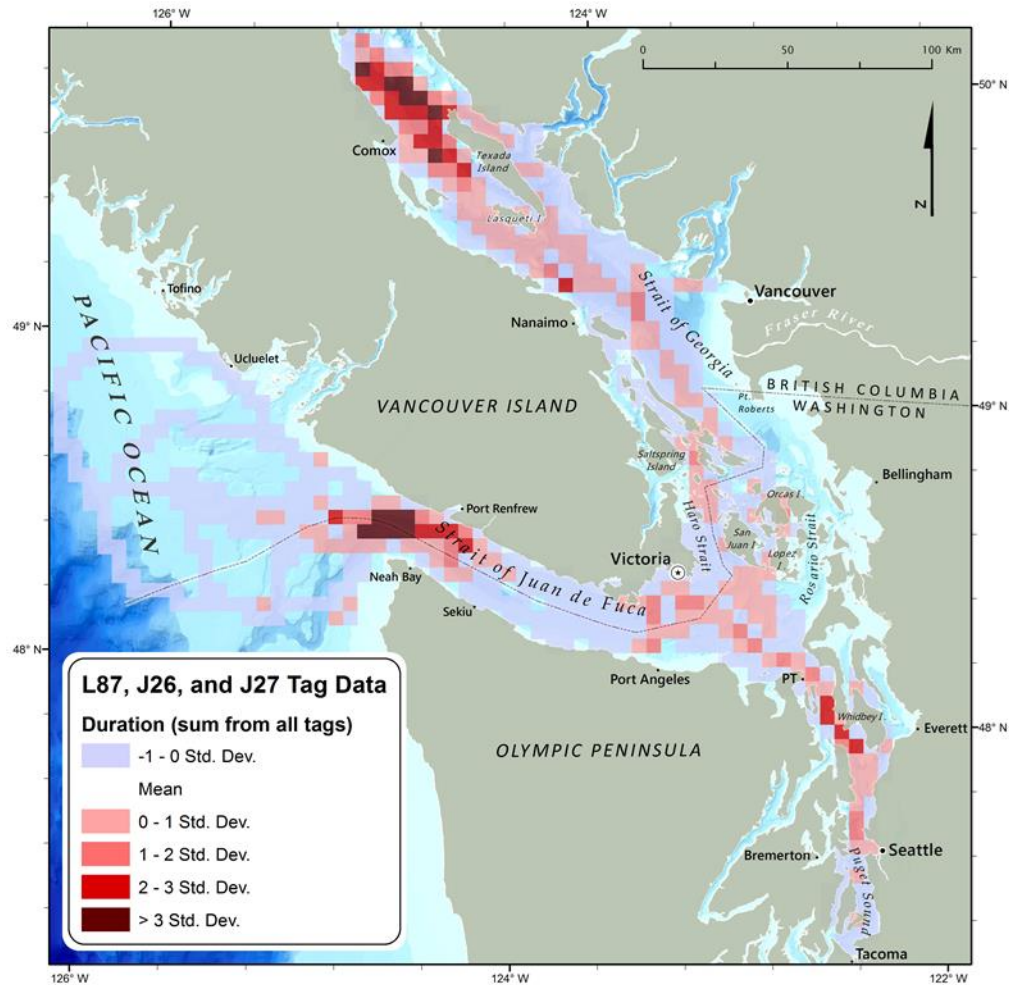 126° W
124° W
0 50 100 Km
50° N
Comox
Texada
Island
N
Lasqueti I.
Tofino
Strait of Georgia
Vancouver
49° N
Nanaimo
Fraser River
PACIFIC OCEAN
Ucluelet
BRITISH COLUMBIA
WASHINGTON
49° N
VANCOUVER ISLAND
Pt.
Roberts
Saltspring
Island
Bellingham
Orcas I.
Port Renfrew
Haro Strait
San
Juan I
Lopez
I.
Rosario Strait
Strait of Juan de Fuca
Victoria
Neah Bay
Sekiu
48° N
Port Angeles
PT
L87, J26, and J27 Tag Data
Duration (sum from all tags)
-1 - 0 Std. Dev.
Mean
0 - 1 Std. Dev.
1 - 2 Std. Dev.
2 - 3 Std. Dev.
> 3 Std. Dev.
Whidbey I.
Everett
48° N
OLYMPIC PENINSULA
Bremerton
Seattle
Puget Sound
Tacoma
126° W
124° W
122° W